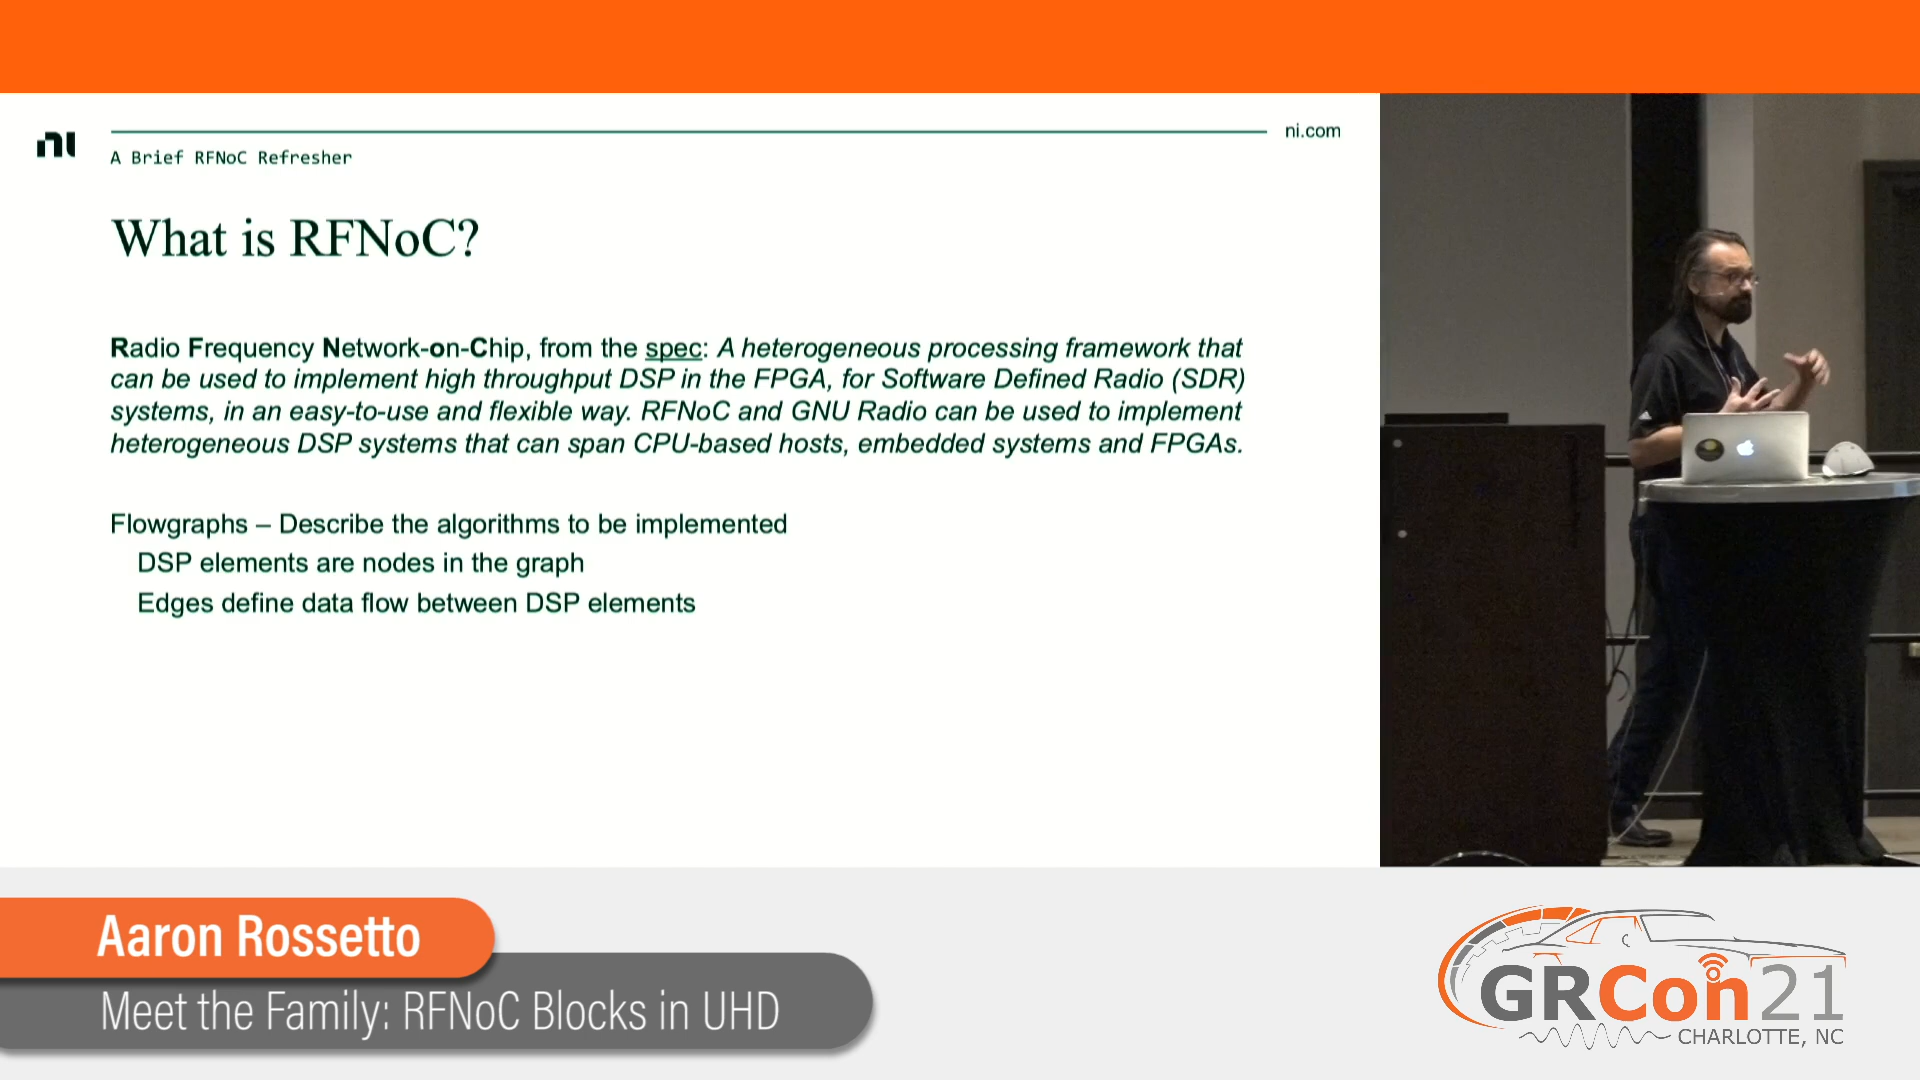 ni
ni.com
A Brief RFNoC Refresher
What is RFNoC?
Radio Frequency Network-on-Chip, from the spec: A heterogeneous processing framework that
can be used to implement high throughput DSP in the FPGA, for Software Defined Radio (SDR)
systems, in an easy-to-use and flexible way. RFNoC and GNU Radio can be used to implement
heterogeneous DSP systems that can span CPU-based hosts, embedded systems and FPGAs.
Flowgraphs – Describe the algorithms to be implemented
DSP elements are nodes in the graph
Edges define data flow between DSP elements
Aaron Rossetto
Meet the Family: RFNoC Blocks in UHD
GRCon21
CHARLOTTE, NC